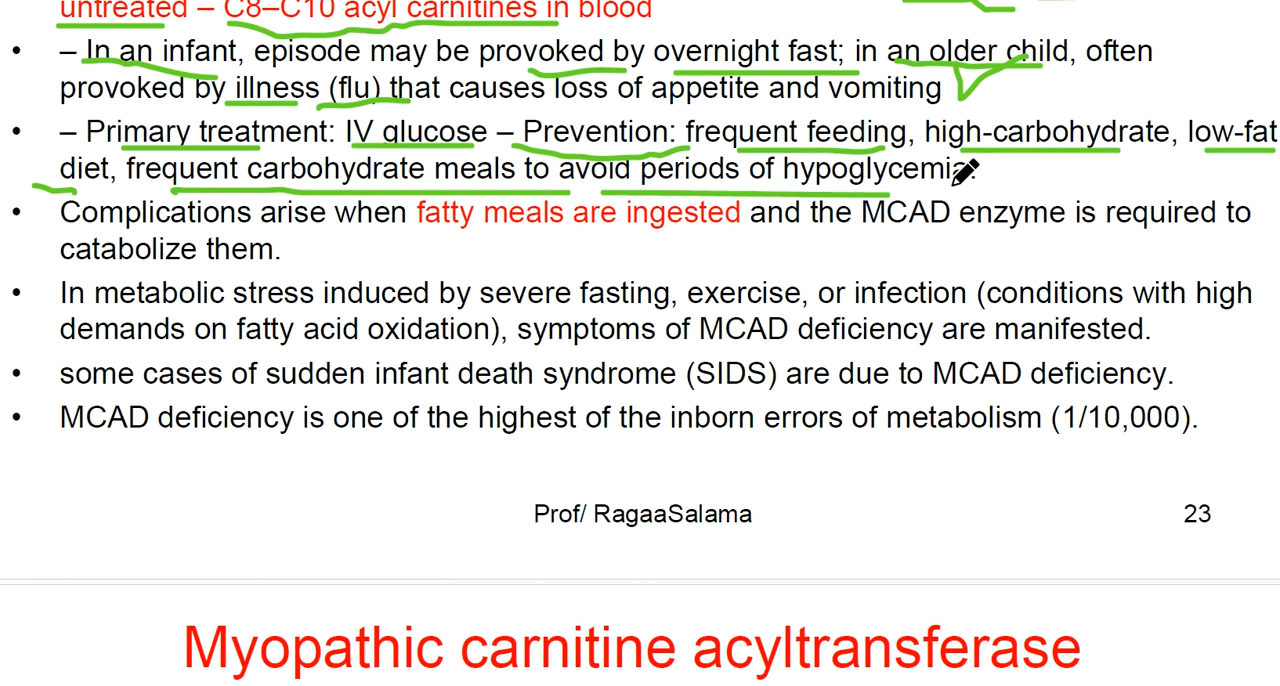 untreated – C8–C10 acyl carnitines in blood
• – In an infant, episode may be provoked by overnight fast; in an older child, often
provoked by illness (flu) that causes loss of appetite and vomiting
• – Primary treatment: IV glucose – Prevention: frequent feeding, high-carbohydrate, low-fat
diet, frequent carbohydrate meals to avoid periods of hypoglycemia.
• Complications arise when fatty meals are ingested and the MCAD enzyme is required to
catabolize them.
• In metabolic stress induced by severe fasting, exercise, or infection (conditions with high
demands on fatty acid oxidation), symptoms of MCAD deficiency are manifested.
• some cases of sudden infant death syndrome (SIDS) are due to MCAD deficiency.
• MCAD deficiency is one of the highest of the inborn errors of metabolism (1/10,000).
Prof/ RagaaSalama
23
Myopathic carnitine acyltransferase